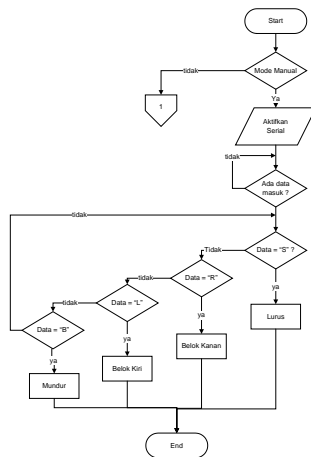 Start
Mode Manual
tidak
Ya
1
Aktifkan
Serial
tidak
Ada data
masuk ?
tidak
Data = "S" ?
Tidak
ya
Data = "R"
tidak
ya
Data = "L"
tidak
ya
Data = "B"
ya
Lurus
Belok Kanan
Belok Kiri
Mundur
End